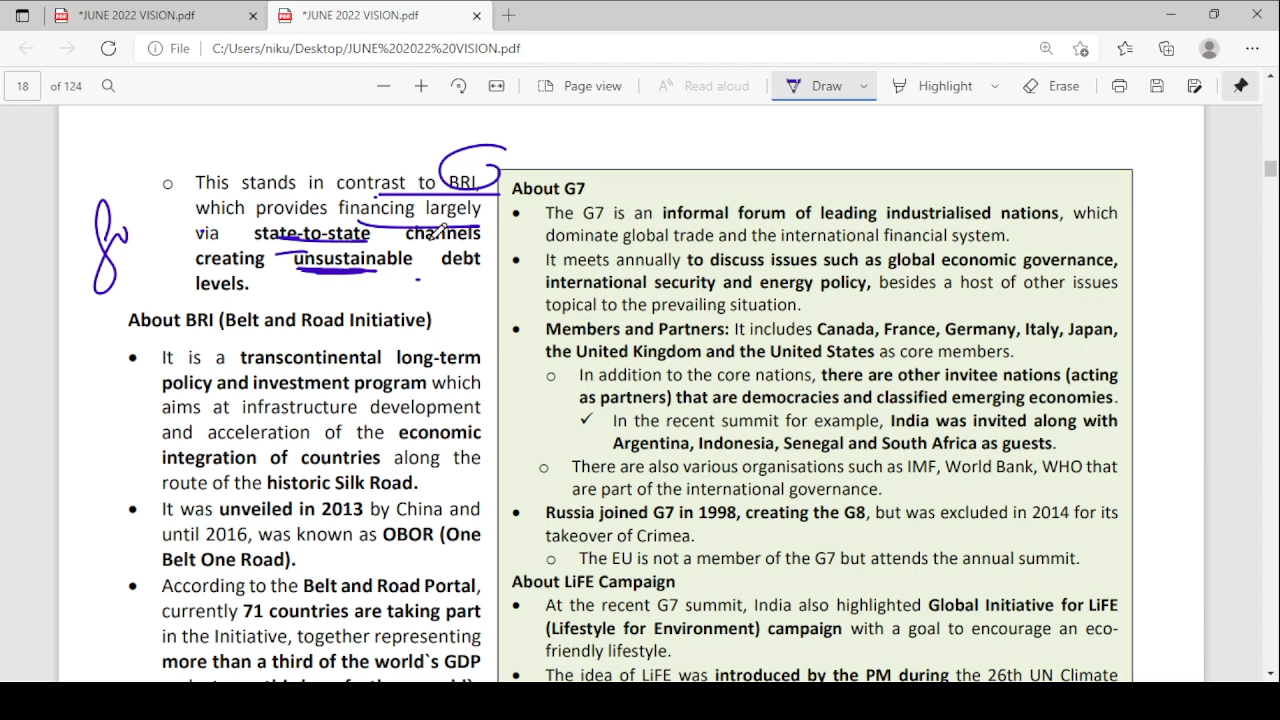 *JUNE 2022 VISION.pdf
*JUNE 2022 VISION.pdf
File C:/Users/niku/Desktop/JUNE%202022%20VISION.pdf
18 of 124
Page view
Read aloud
Draw
Highlight
Erase
This stands in contrast to BRI,
which provides financing largely
via state-to-state channels
creating unsustainable debt
levels.
About BRI (Belt and Road Initiative)
It is a transcontinental long-term
policy and investment program which
aims at infrastructure development
and acceleration of the economic
integration of countries along the
route of the historic Silk Road.
It was unveiled in 2013 by China and
until 2016, was known as OBOR (One
Belt One Road).
According to the Belt and Road Portal,
currently 71 countries are taking part
in the Initiative, together representing
more than a third of the world`s GDP
About G7
The G7 is an informal forum of leading industrialised nations, which
dominate global trade and the international financial system.
It meets annually to discuss issues such as global economic governance,
international security and energy policy, besides a host of other issues
topical to the prevailing situation.
Members and Partners: It includes Canada, France, Germany, Italy, Japan,
the United Kingdom and the United States as core members.
In addition to the core nations, there are other invitee nations (acting
as partners) that are democracies and classified emerging economies.
In the recent summit for example, India was invited along with
Argentina, Indonesia, Senegal and South Africa as guests.
There are also various organisations such as IMF, World Bank, WHO that
are part of the international governance.
Russia joined G7 in 1998, creating the G8, but was excluded in 2014 for its
takeover of Crimea.
The EU is not a member of the G7 but attends the annual summit.
About LiFE Campaign
At the recent G7 summit, India also highlighted Global Initiative for LiFE
(Lifestyle for Environment) campaign with a goal to encourage an eco-
friendly lifestyle.
The idea of LiFE was introduced by the PM during the 26th UN Climate